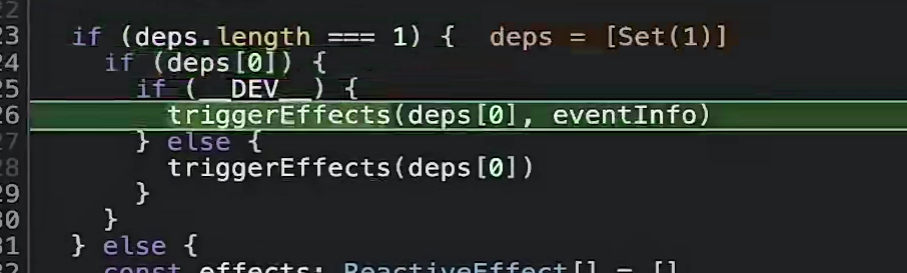 22
23 if (deps.length === 1) { deps = [Set(1)]
24 if (deps[0]) {
25 if (__DEV__) {
26 triggerEffects(deps[0], eventInfo)
27 } else {
28 triggerEffects(deps[0])
29 }
30 }
31 } else {
32 const effects: ReactiveEffect[] = []